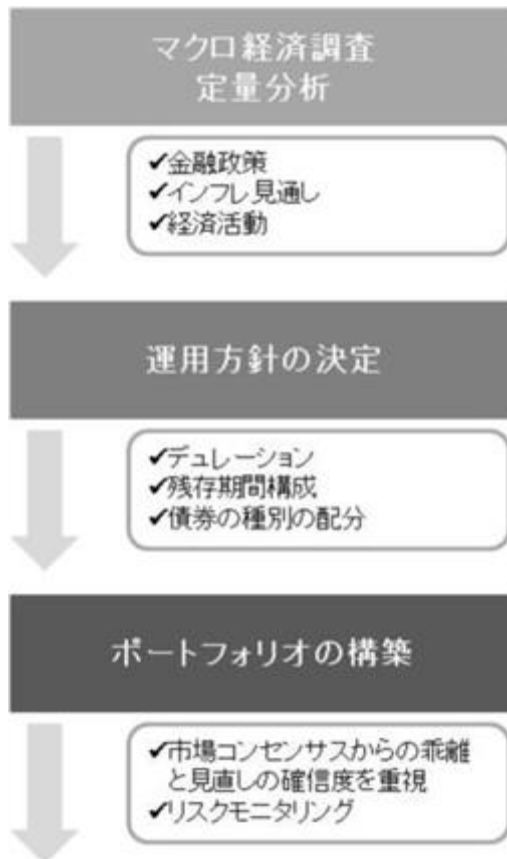 マクロ経済調査
定量分析
✓金融政策
✓インフレ見通し
✓経済活動
運用方針の決定
✓デュレーション
✓残存期間構成
✓債券の種別の配分
ポートフォリオの構築
✓市場コンセンサスからの乖離
と見直しの確信度を重視
✓リスクモニタリング